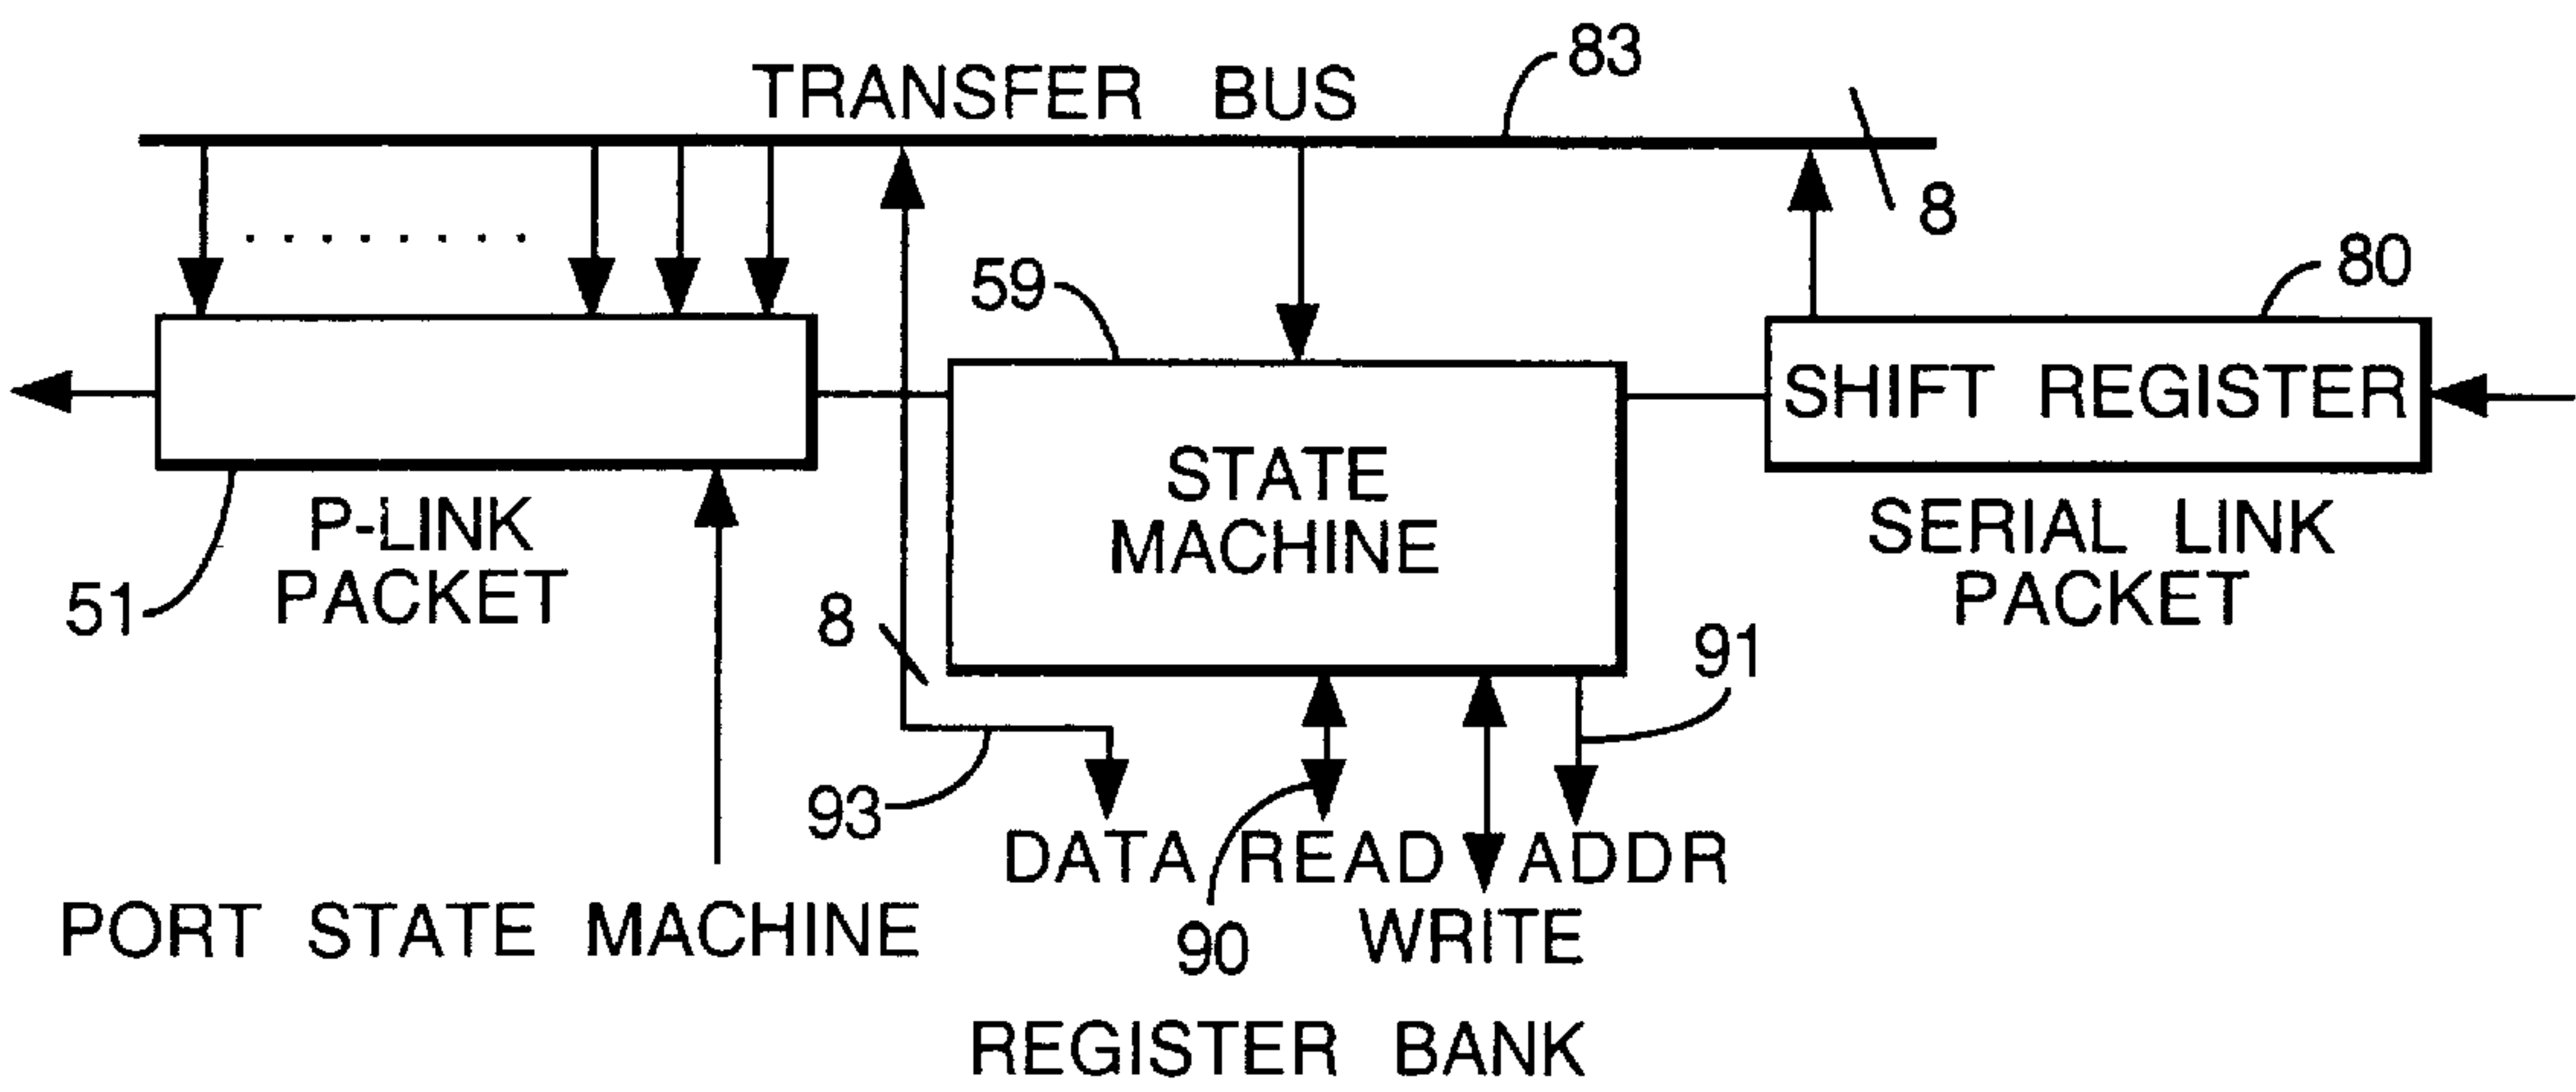 83
TRANSFER BUS
8
59
80
SHIFT REGISTER
STATE
MACHINE
P-LINK
PACKET
SERIAL LINK
PACKET
51
8
91
93
DATA READ ADDR
PORT STATE MACHINE
90
WRITE
REGISTER BANK